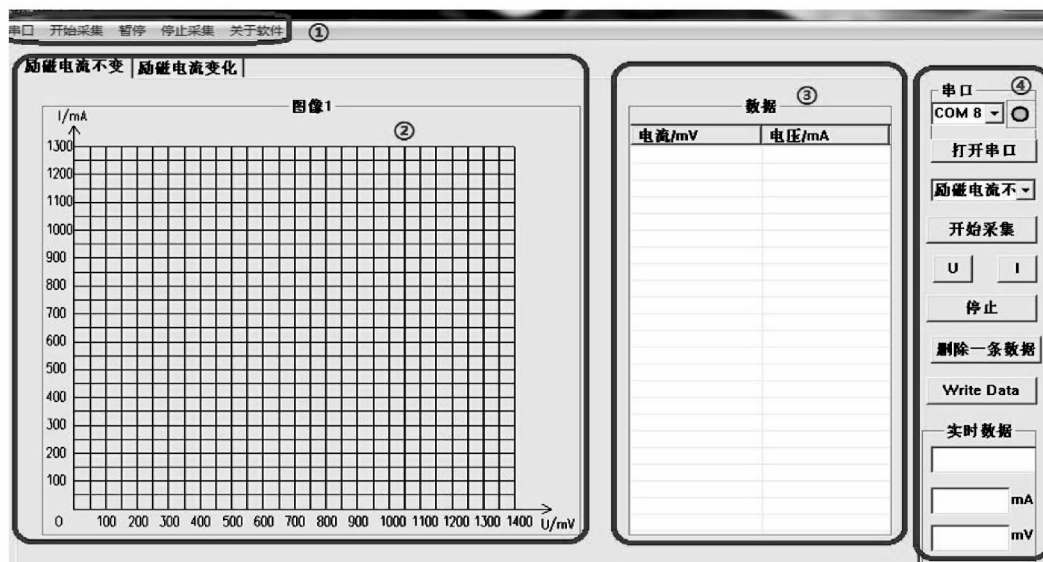 串口 开始采集 暂停 停止采集 关于软件 ①
励磁电流不变 励磁电流变化
图像1
②
I/mA
1300
1200
1100
1000
900
800
700
600
500
400
300
200
100
O 100 200 300 400 500 600 700 800 900 1000 1100 1200 1300 1400 U/mV
③
数据
电流/mV 电压/mA
④
串口
COM 8
打开串口
励磁电流不
开始采集
U I
停止
删除一条数据
Write Data
实时数据
mA
mV